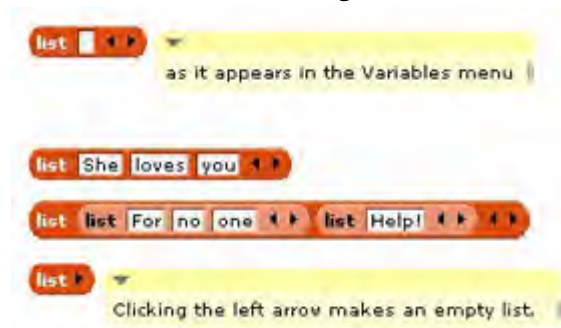 list
as it appears in the Variables menu
list She loves you
list list For no one list Help!
list
Clicking the left arrow makes an empty list.